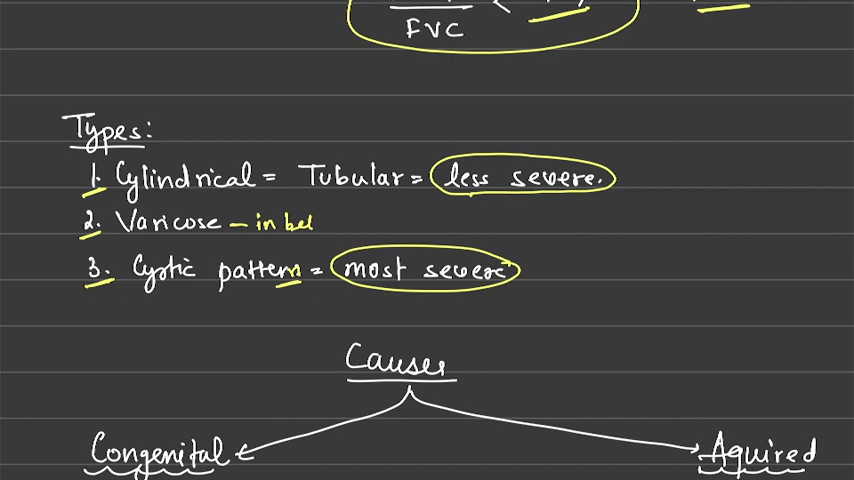 FVC <
Types:
1. Cylindrical = Tubular = less severe.
2. Varicose – in bet
3. Cystic pattern = most severe
Causes
Congenital
Aquired